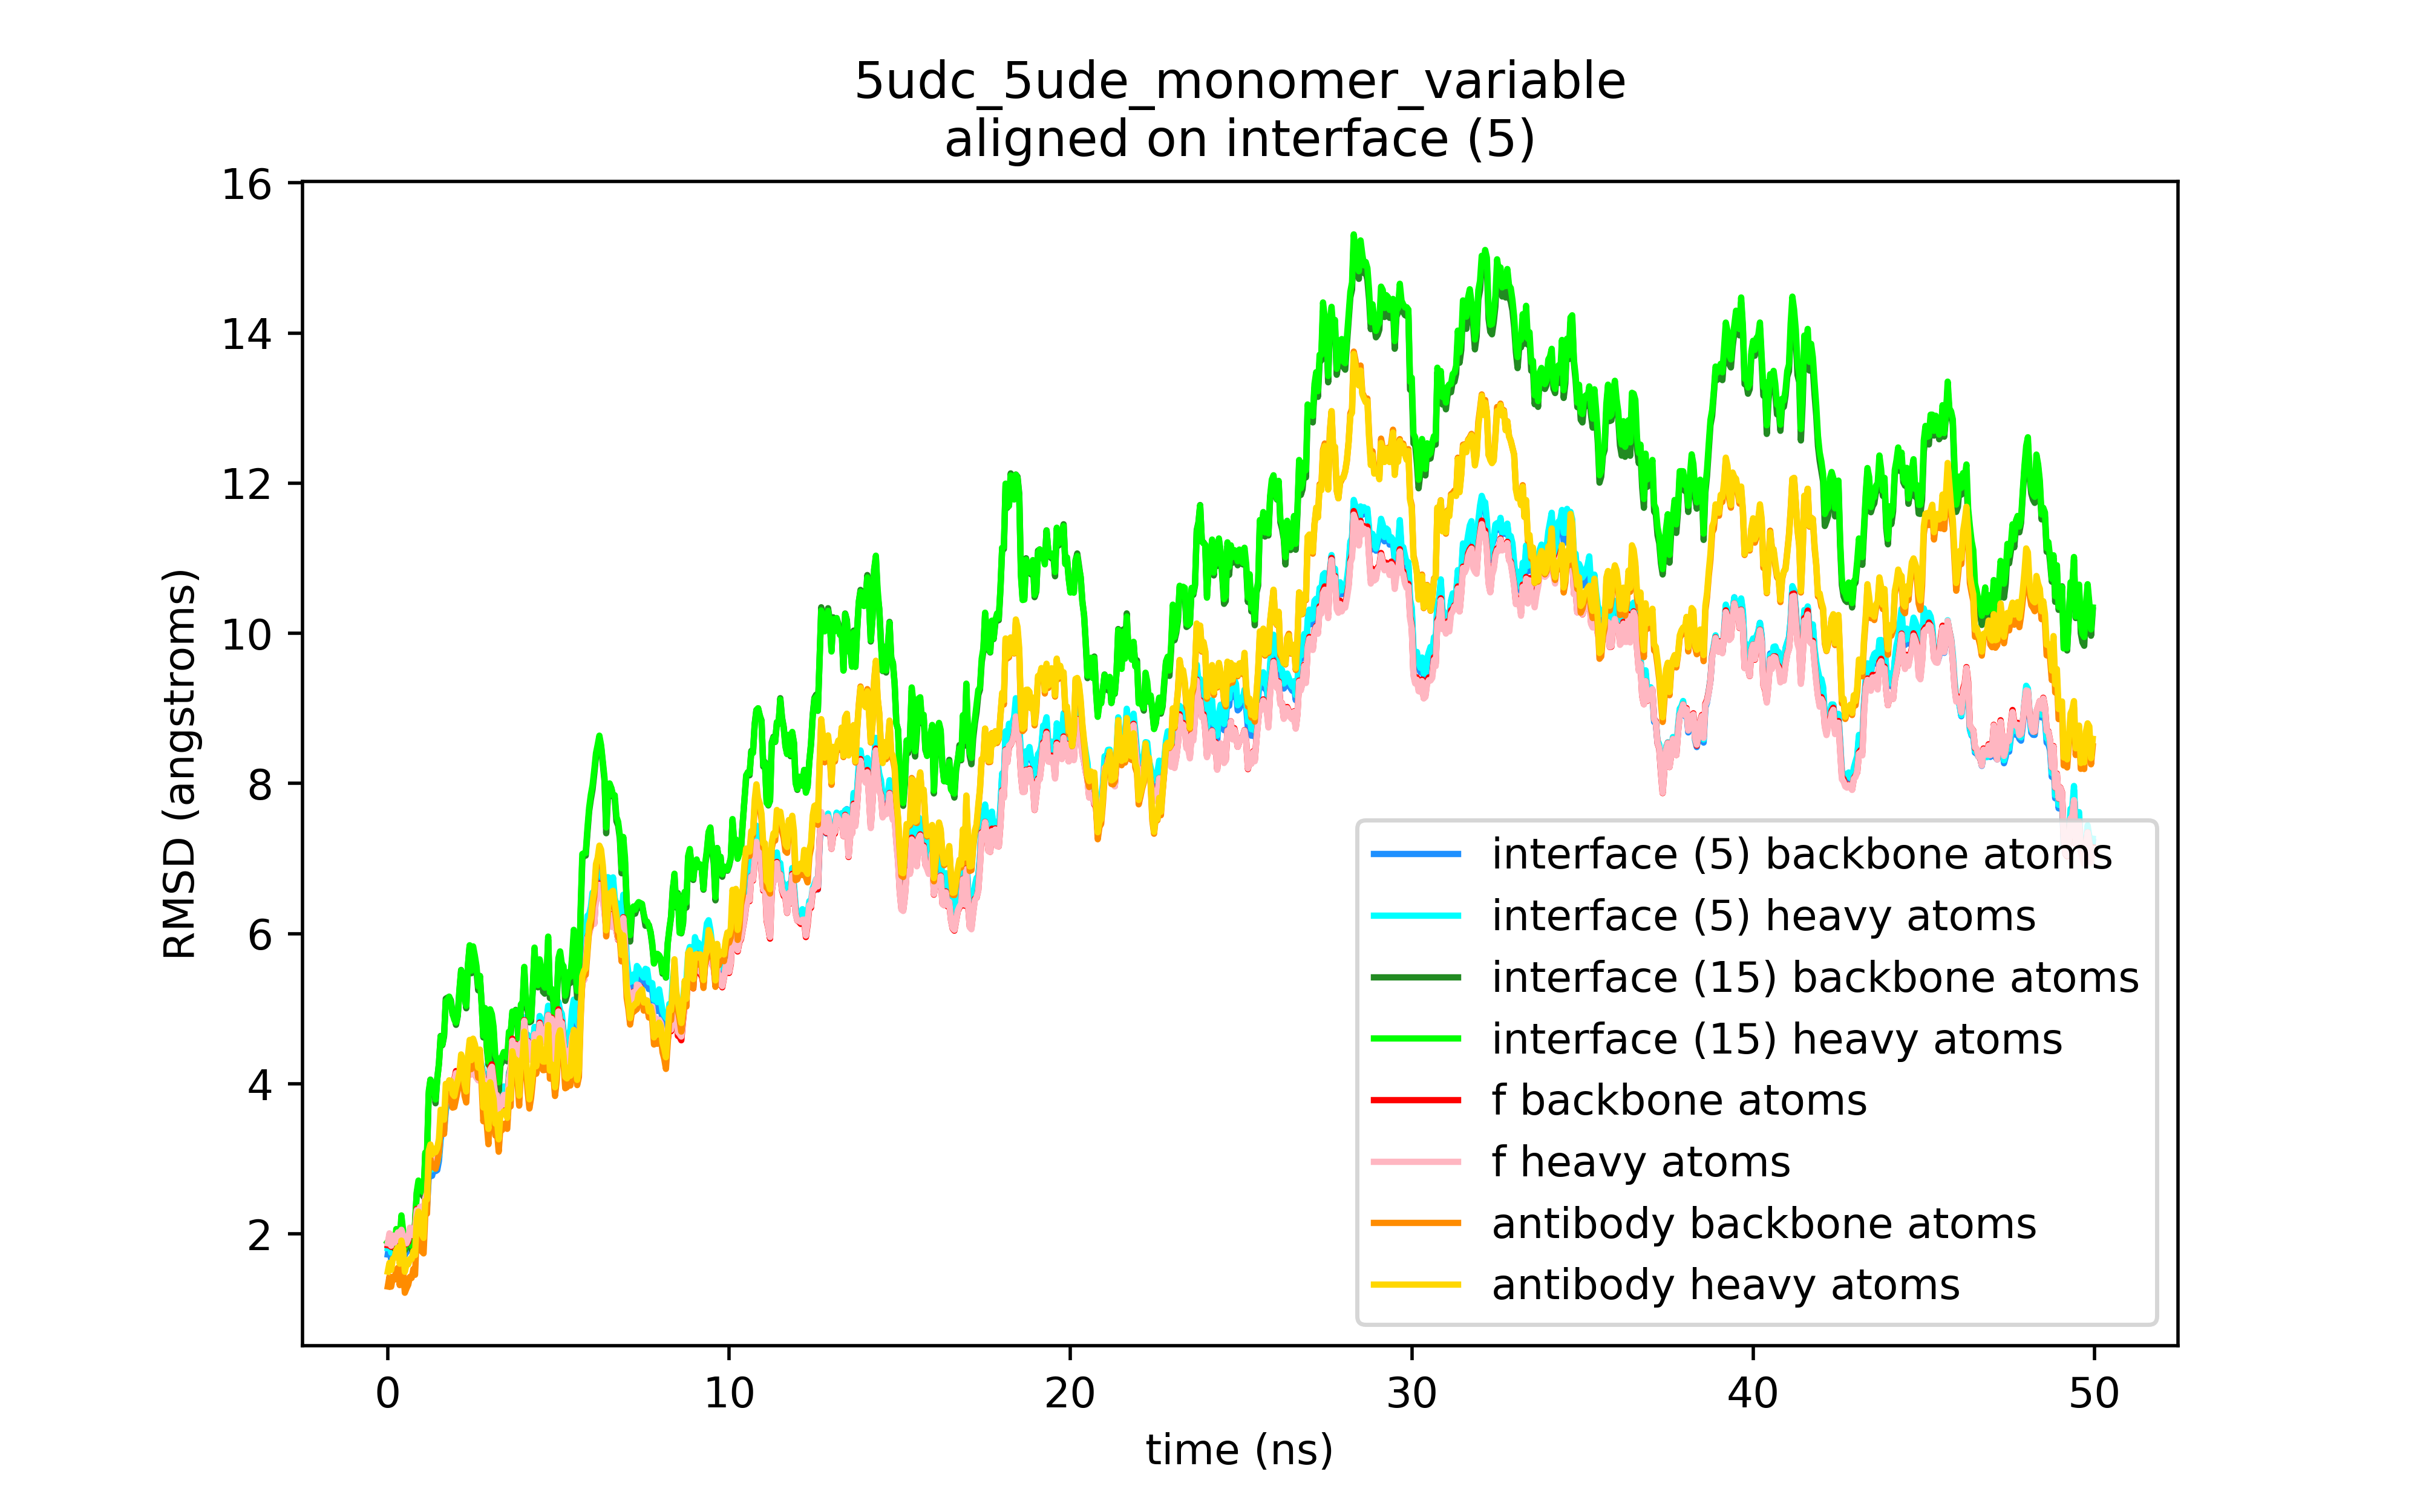 5udc_5ude_monomer_variable
aligned on interface (5)
RMSD (angstroms)
16
14
12
10
8
6
4
2
0
10
20
30
40
50
time (ns)
interface (5) backbone atoms
interface (5) heavy atoms
interface (15) backbone atoms
interface (15) heavy atoms
f backbone atoms
f heavy atoms
antibody backbone atoms
antibody heavy atoms